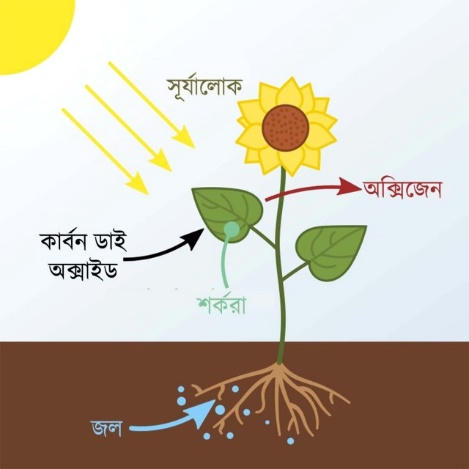 সূর্যালোক
অক্সিজেন
কার্বন ডাই
অক্সাইড
শর্করা
জল